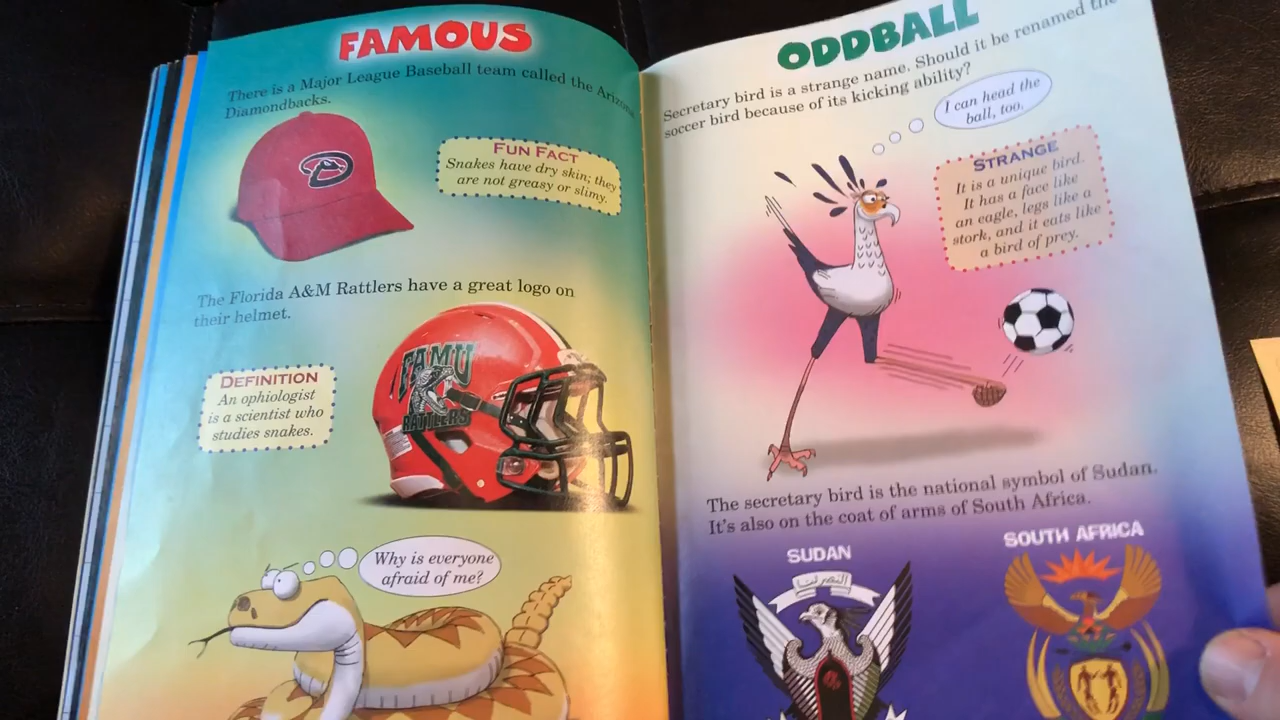 FAMOUS
There is a Major League Baseball team called the Arizona
Diamondbacks.
FUN FACT
Snakes have dry skin; they
are not greasy or slimy.
The Florida A&M Rattlers have a great logo on
their helmet.
FAMU
RATTLERS
DEFINITION
An ophiologist
is a scientist who
studies snakes.
Why is everyone
afraid of me?
ODDBALL
Secretary bird is a strange name. Should it be renamed the
soccer bird because of its kicking ability?
I can head the
ball, too.
STRANGE
It is a unique bird.
It has a face like
an eagle, legs like a
stork, and it eats like
a bird of prey.
The secretary bird is the national symbol of Sudan.
It's also on the coat of arms of South Africa.
SUDAN
النصر لنا
SOUTH AFRICA